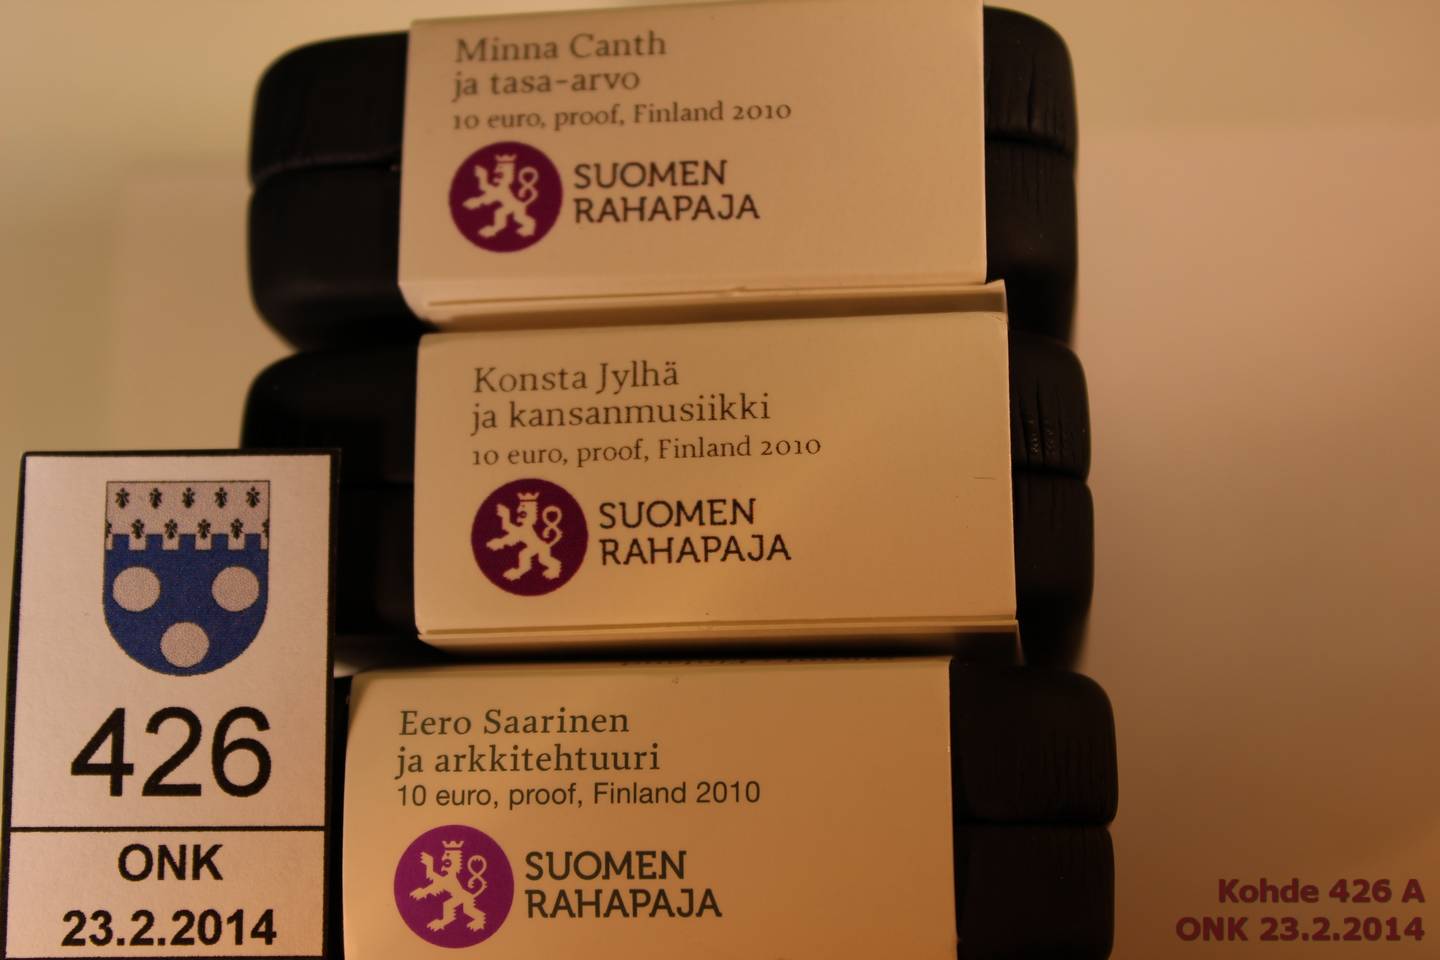 Minna Canth
ja tasa-arvo
10 euro, proof, Finland 2010
SUOMEN
RAHAPAJA
Konsta Jylhä
ja kansanmusiikki
10 euro, proof, Finland 2010
SUOMEN
RAHAPAJA
Eero Saarinen
ja arkkitehtuuri
10 euro, proof, Finland 2010
SUOMEN
RAHAPAJA
426
ONK
23.2.2014
Kohde 426 A
ONK 23.2.2014